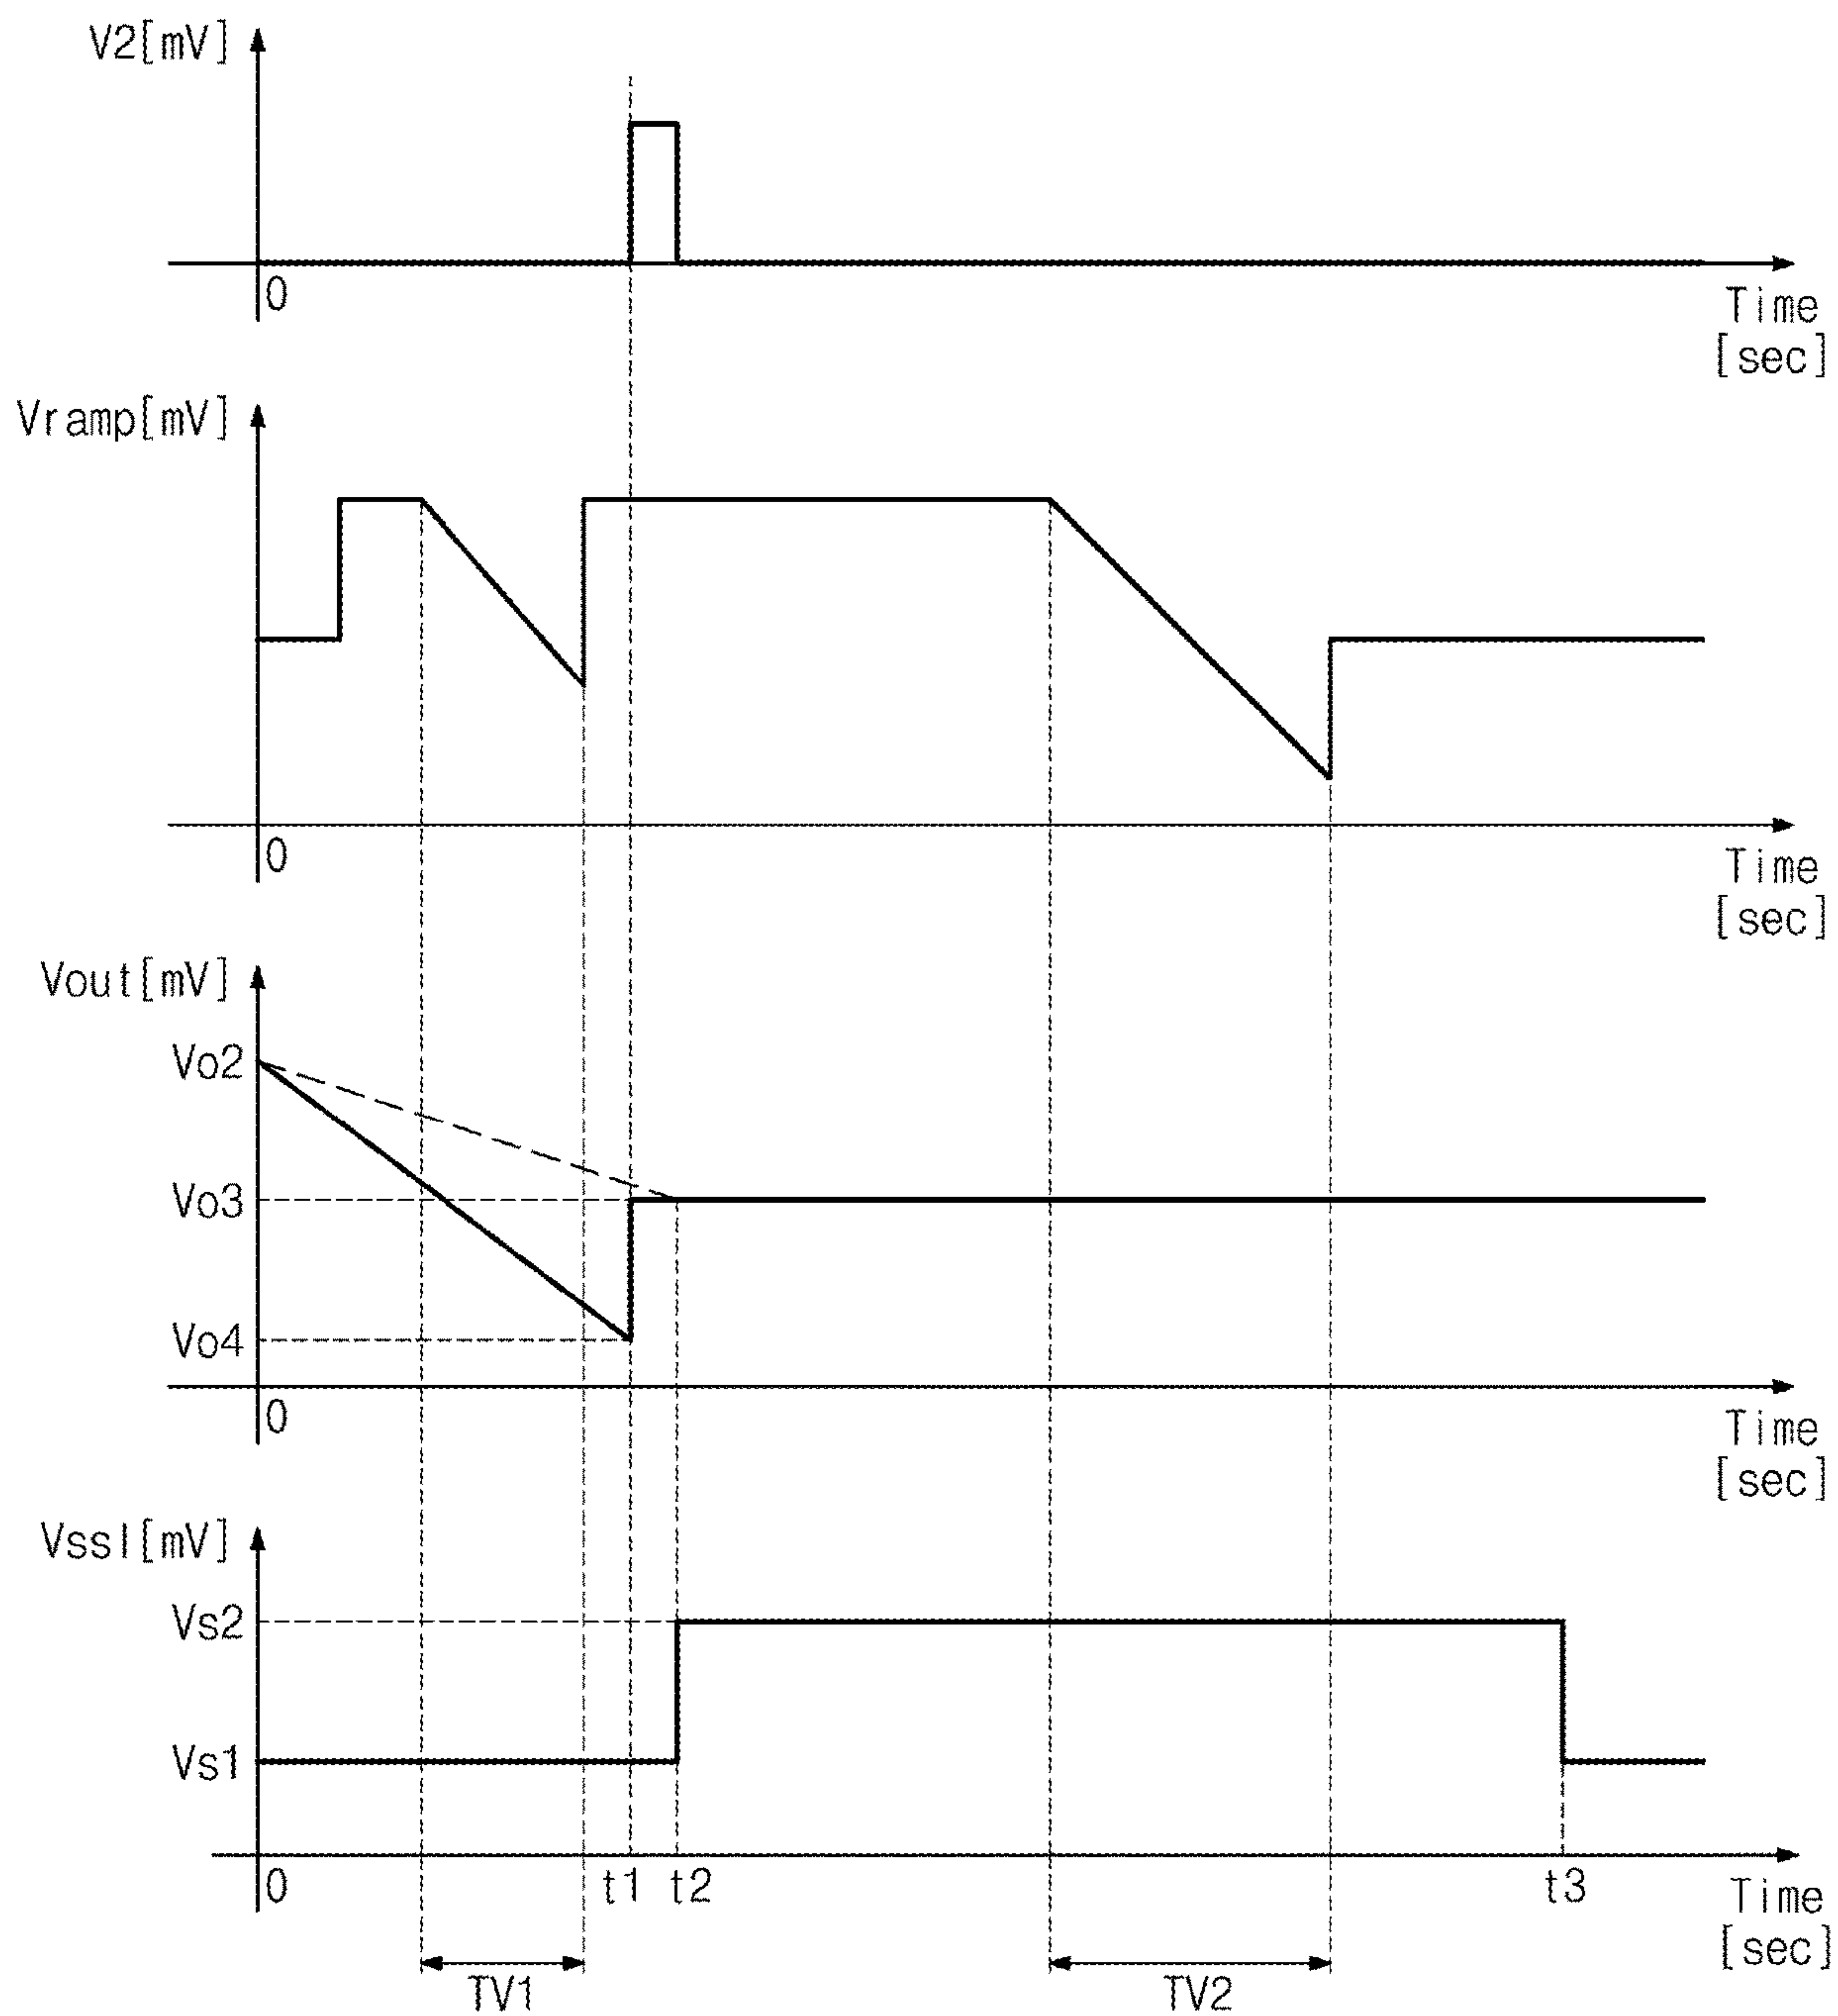 V2[mV]
0
Time
[sec]
Vramp[mV]
0
Time
[sec]
Vout[mV]
Vo2
Vo3
Vo4
0
Time
[sec]
Vssl[mV]
Vs2
Vs1
0
t1
t2
t3
Time
[sec]
TV1
TV2